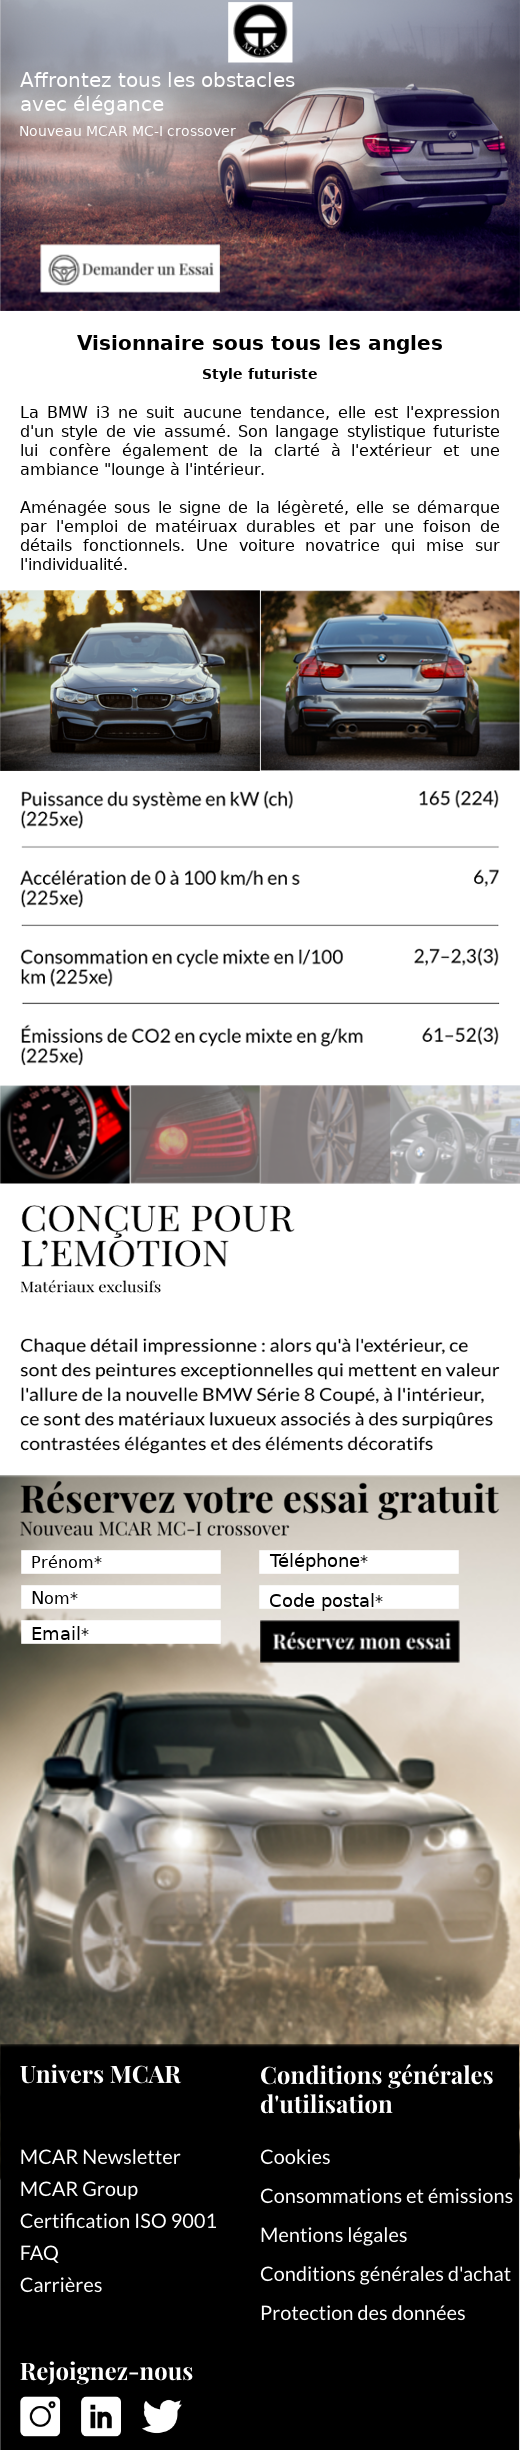 MCAR
Affrontez tous les obstacles
avec élégance
Nouveau MCAR MC-I crossover
Demander un Essai
Visionnaire sous tous les angles
Style futuriste
La BMW i3 ne suit aucune tendance, elle est l'expression
d'un style de vie assumé. Son langage stylistique futuriste
lui confère également de la clarté à l'extérieur et une
ambiance "lounge à l'intérieur.
Aménagée sous le signe de la légèreté, elle se démarque
par l'emploi de matéiruax durables et par une foison de
détails fonctionnels. Une voiture novatrice qui mise sur
l'individualité.
Puissance du système en kW (ch) 165 (224)
(225xe)
Accélération de 0 à 100 km/h en s 6,7
(225xe)
Consommation en cycle mixte en l/100 2,7–2,3(3)
km (225xe)
Émissions de CO2 en cycle mixte en g/km 61–52(3)
(225xe)
CONÇUE POUR
L’EMOTION
Matériaux exclusifs
Chaque détail impressionne : alors qu'à l'extérieur, ce
sont des peintures exceptionnelles qui mettent en valeur
l'allure de la nouvelle BMW Série 8 Coupé, à l'intérieur,
ce sont des matériaux luxueux associés à des surpiqûres
contrastées élégantes et des éléments décoratifs
Réservez votre essai gratuit
Nouveau MCAR MC-I crossover
Prénom* Téléphone*
Nom* Code postal*
Email* Réservez mon essai
Univers MCAR
MCAR Newsletter
MCAR Group
Certification ISO 9001
FAQ
Carrières
Conditions générales
d'utilisation
Cookies
Consommations et émissions
Mentions légales
Conditions générales d'achat
Protection des données
Rejoignez-nous
in